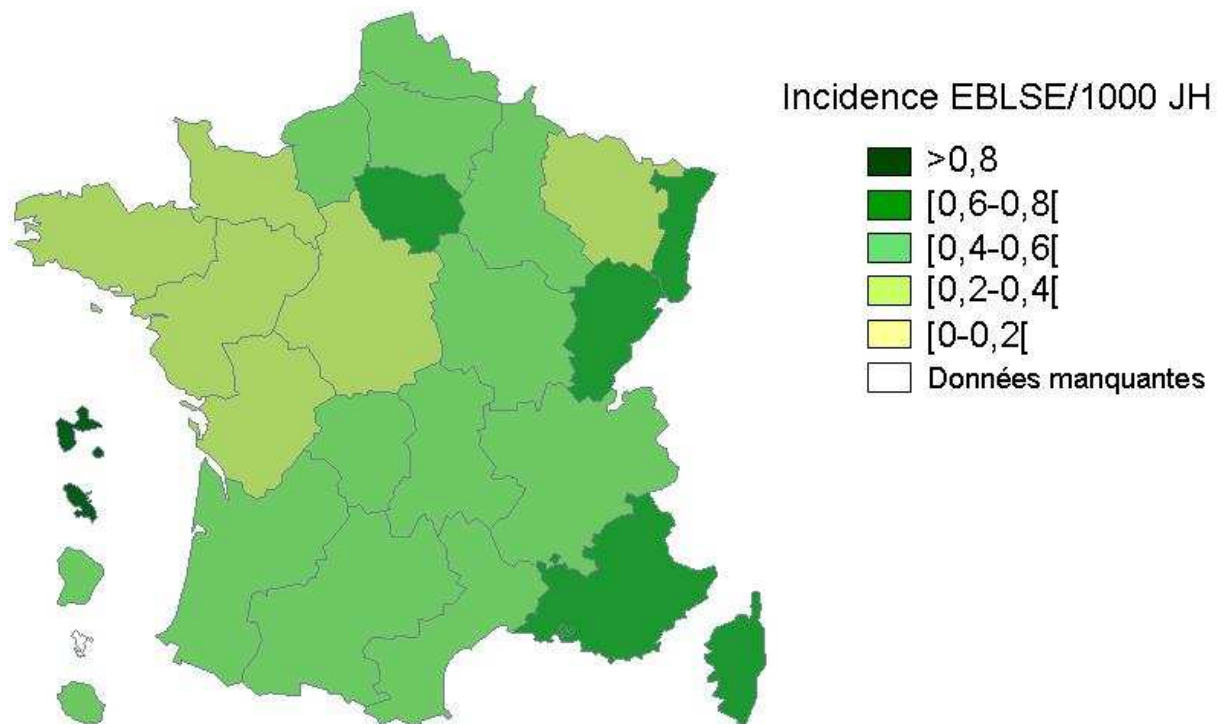 Incidence EBLSE/1000 JH
>0,8
[0,6-0,8[
[0,4-0,6[
[0,2-0,4[
[0-0,2[
Données manquantes